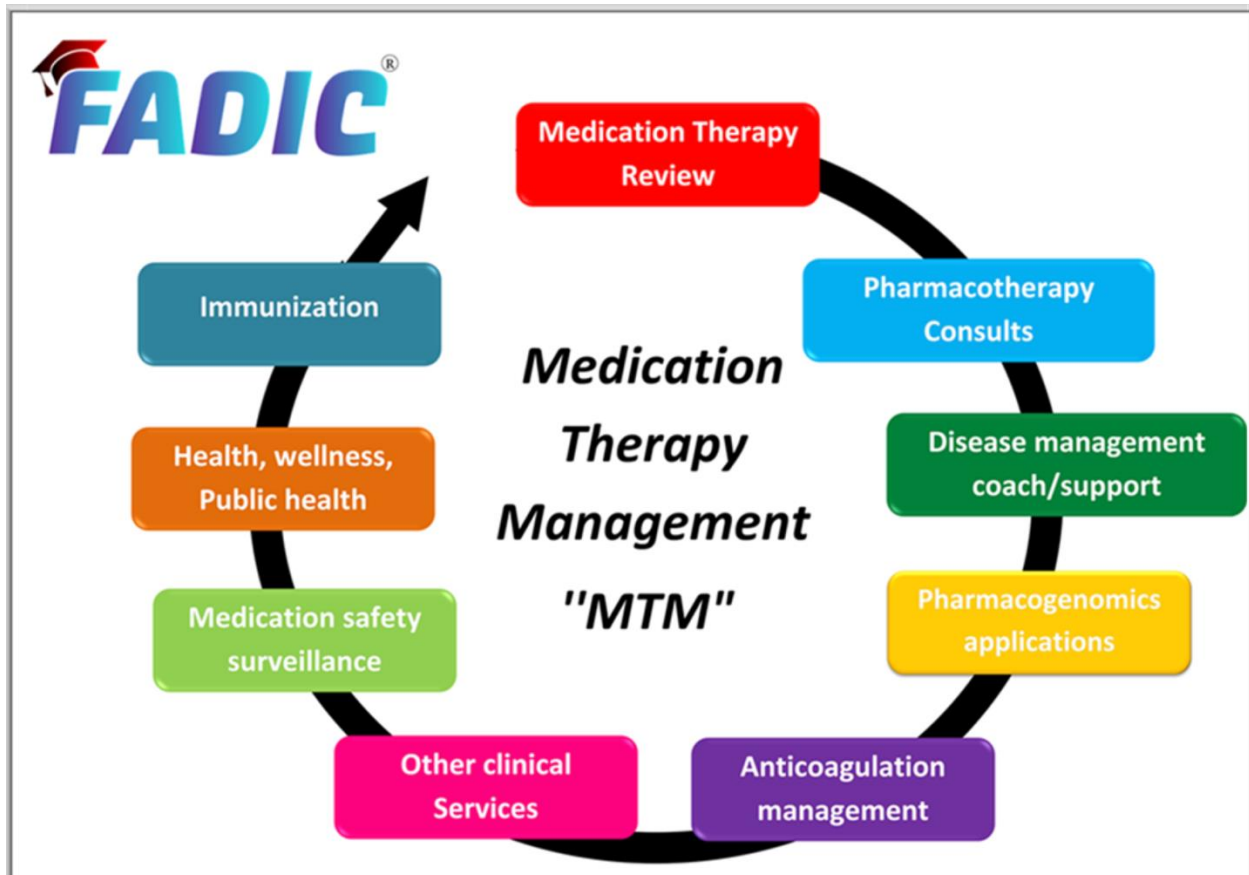 FADIC®
Medication Therapy
Review
Pharmacotherapy
Consults
Disease management
coach/support
Pharmacogenomics
applications
Anticoagulation
management
Other clinical
Services
Medication safety
surveillance
Health, wellness,
Public health
Immunization
Medication
Therapy
Management
"MTM"